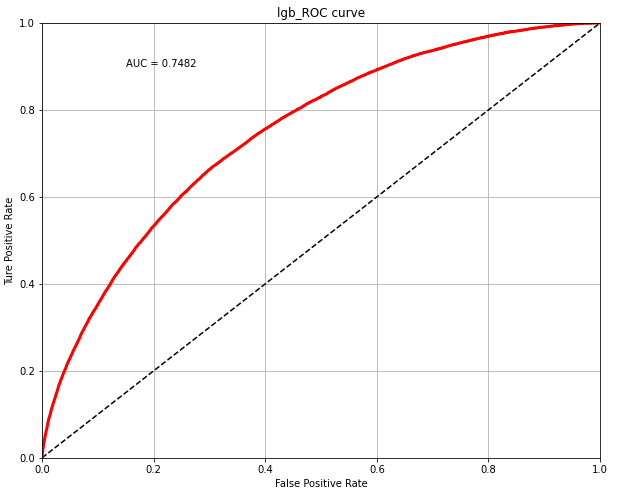 lgb_ROC curve
1.0
AUC = 0.7482
0.8
0.6
Ture Positive Rate
0.4
0.2
0.0
0.0 0.2 0.4 0.6 0.8 1.0
False Positive Rate